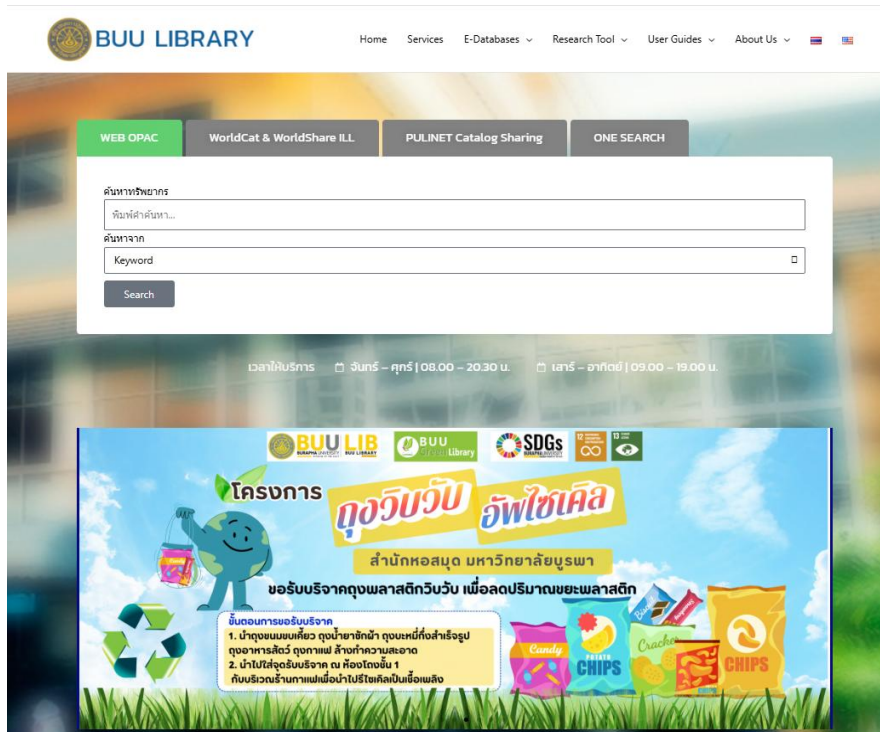 BUU LIBRARY
Home Services E-Databases Research Tool User Guides About Us
WEB OPAC WorldCat & WorldShare ILL PULINET Catalog Sharing ONE SEARCH
ค้นหาทรัพยากร
พิมพ์คำค้นหา...
ค้นหาจาก
Keyword
Search
เวลาให้บริการ จันทร์ – ศุกร์ | 08.00 – 20.30 น. เสาร์ – อาทิตย์ | 09.00 – 19.00 น.
BUU LIB BUU SDGs 12 13
BURAPHA UNIVERSITY BUU LIBRARY Green Library
โครงการ ถุงวิบวับ อัพไซเคิล
สำนักหอสมุด มหาวิทยาลัยบูรพา
ขอรับบริจาคถุงพลาสติกวิบวับ เพื่อลดปริมาณขยะพลาสติก
ขั้นตอนการขอรับบริจาค
1. นำถุงขนมขบเคี้ยว ถุงน้ำยาซักผ้า ถุงบะหมี่กึ่งสำเร็จรูป
ถุงอาหารสัตว์ ถุงกาแฟ ล้างทำความสะอาด
2. นำไปใส่จุดรับบริจาค ณ ห้องโถงชั้น 1
กับบริเวณร้านกาแฟเพื่อนำไปรีไซเคิลเป็นเชื้อเพลิง
Candy POTATO CHIPS Cracker CHIPS